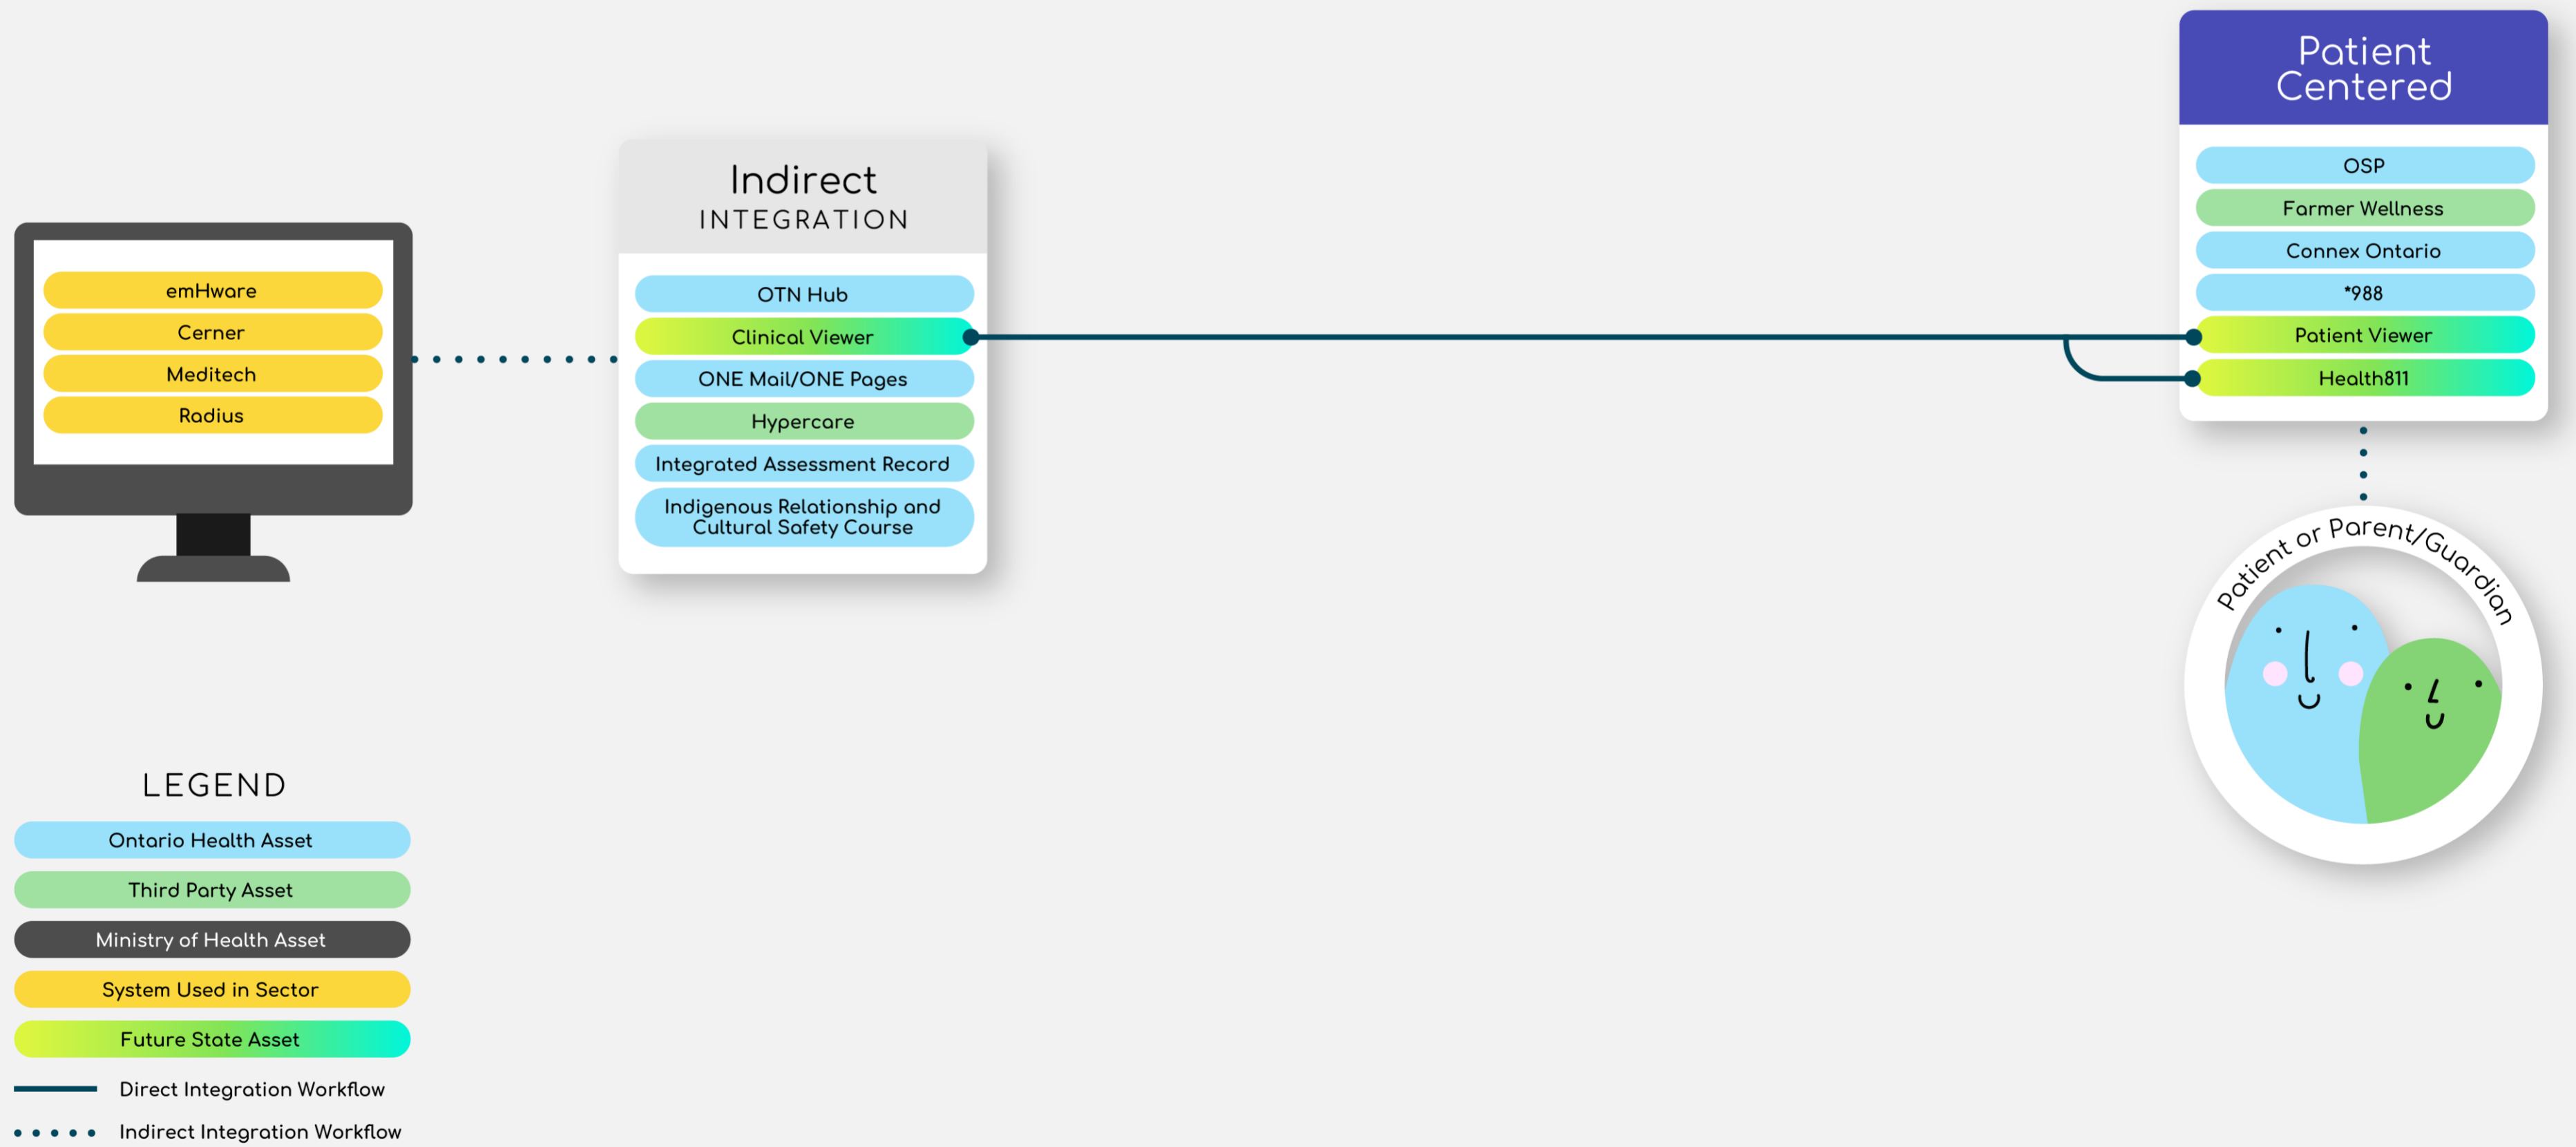 Patient
Centered
OSP
Farmer Wellness
Connex Ontario
*988
Patient Viewer
Health811
Indirect
INTEGRATION
OTN Hub
Clinical Viewer
ONE Mail/ONE Pages
Hypercare
Integrated Assessment Record
Indigenous Relationship and
Cultural Safety Course
emHware
Cerner
Meditech
Radius
Patient or Parent/Guardian
LEGEND
Ontario Health Asset
Third Party Asset
Ministry of Health Asset
System Used in Sector
Future State Asset
Direct Integration Workflow
Indirect Integration Workflow